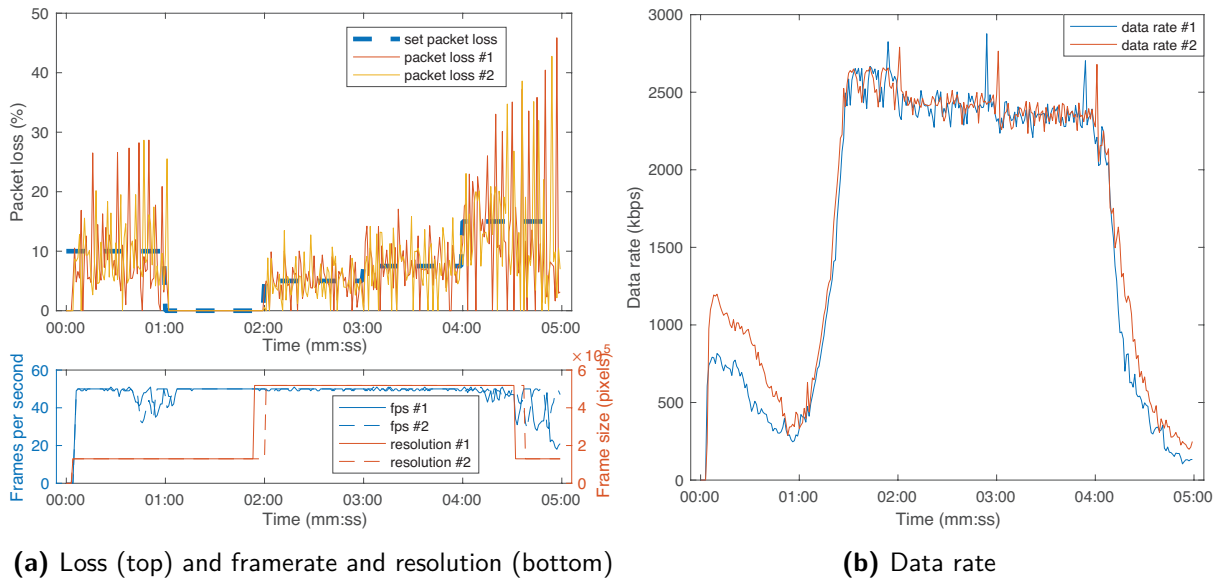 50
40
30
20
10
0
Packet loss (%)
set packet loss
packet loss #1
packet loss #2
00:00 01:00 02:00 03:00 04:00 05:00
Time (mm:ss)
60
40
20
0
Frames per second
× 10^5
6
4
2
0
Frame size (pixels)
fps #1
fps #2
resolution #1
resolution #2
00:00 01:00 02:00 03:00 04:00 05:00
Time (mm:ss)
(a) Loss (top) and framerate and resolution (bottom)
3000
2500
2000
1500
1000
500
0
Data rate (kbps)
data rate #1
data rate #2
00:00 01:00 02:00 03:00 04:00 05:00
Time (mm:ss)
(b) Data rate